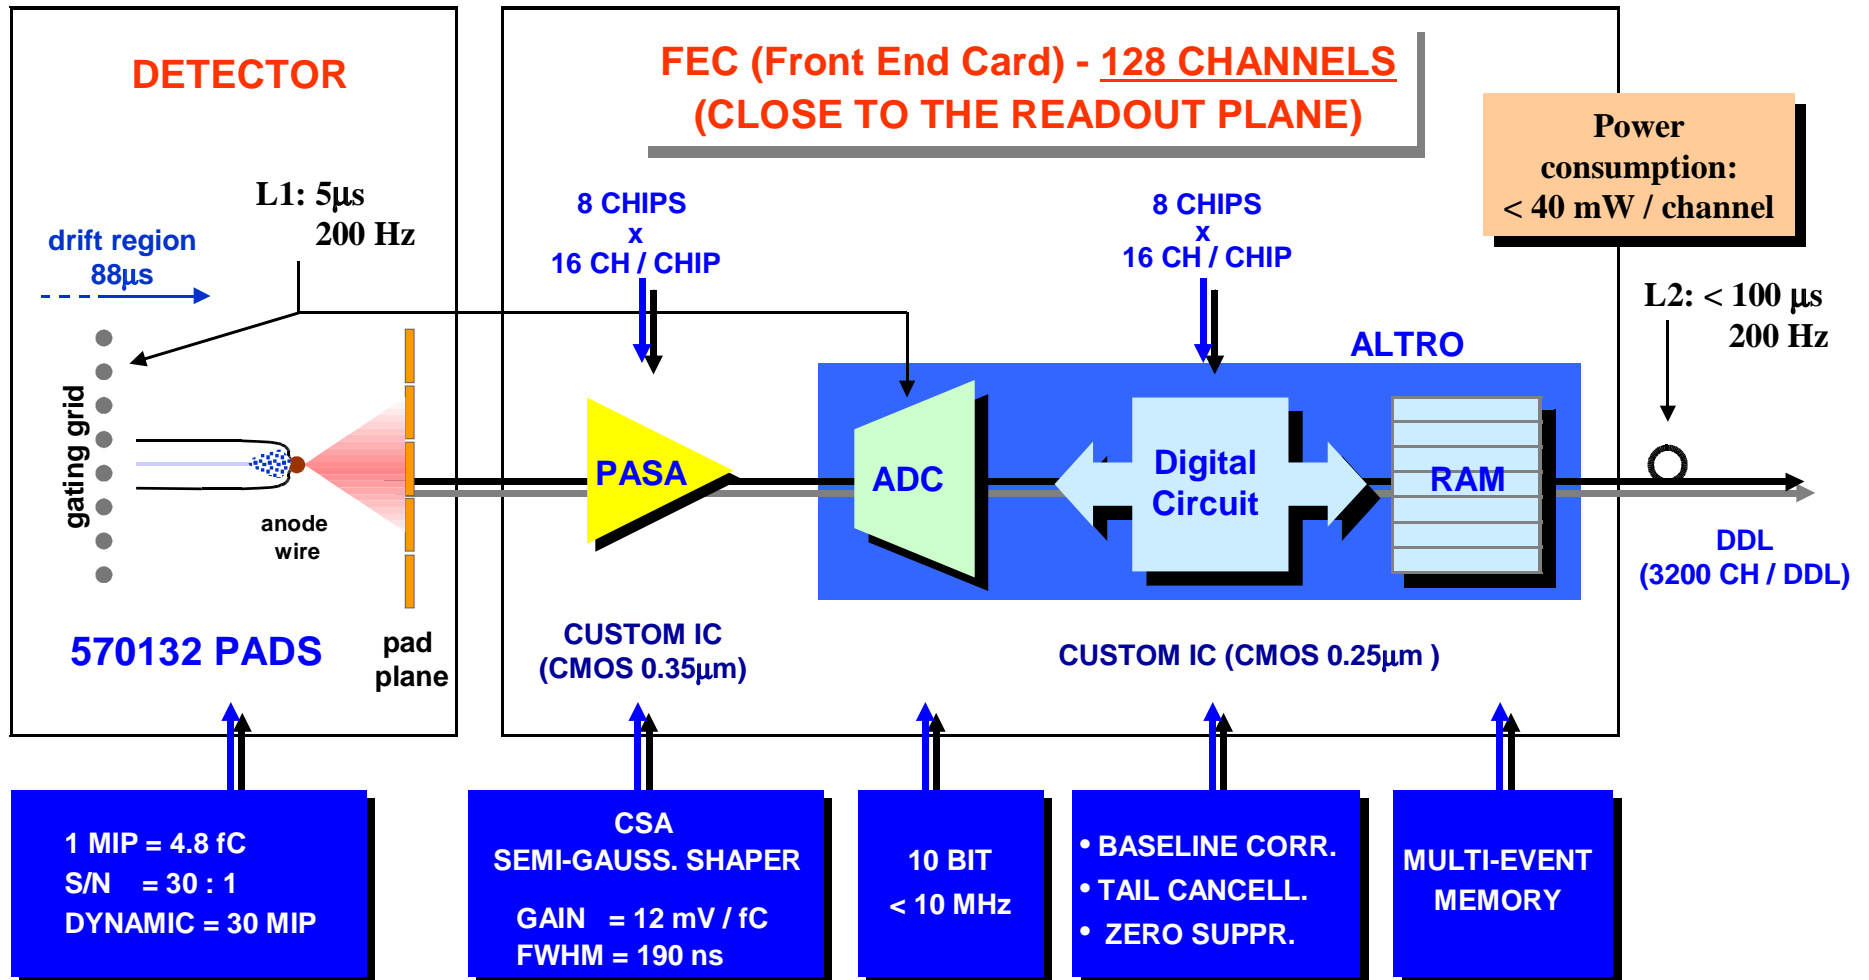 DETECTOR
FEC (Front End Card) - 128 CHANNELS
(CLOSE TO THE READOUT PLANE)
Power
consumption:
< 40 mW / channel
L1: 5μs
200 Hz
drift region
88μs
8 CHIPS
x
16 CH / CHIP
8 CHIPS
x
16 CH / CHIP
L2: < 100 μs
200 Hz
ALTRO
gating grid
anode
wire
PASA
ADC
Digital
Circuit
RAM
DDL
(3200 CH / DDL)
570132 PADS
pad
plane
CUSTOM IC
(CMOS 0.35μm)
CUSTOM IC (CMOS 0.25μm )
1 MIP = 4.8 fC
S/N = 30 : 1
DYNAMIC = 30 MIP
CSA
SEMI-GAUSS. SHAPER
GAIN = 12 mV / fC
FWHM = 190 ns
10 BIT
< 10 MHz
• BASELINE CORR.
• TAIL CANCELL.
• ZERO SUPPR.
MULTI-EVENT
MEMORY